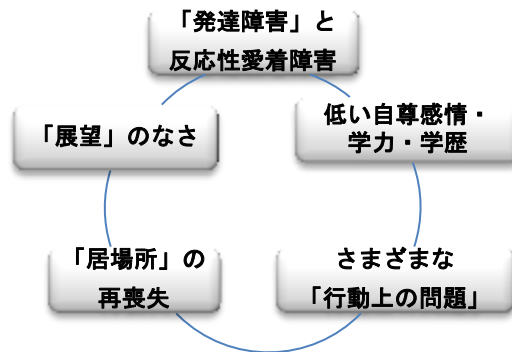 「発達障害」と
反応性愛着障害
低い自尊感情・
学力・学歴
さまざまな
「行動上の問題」
「居場所」の
再喪失
「展望」のなさ